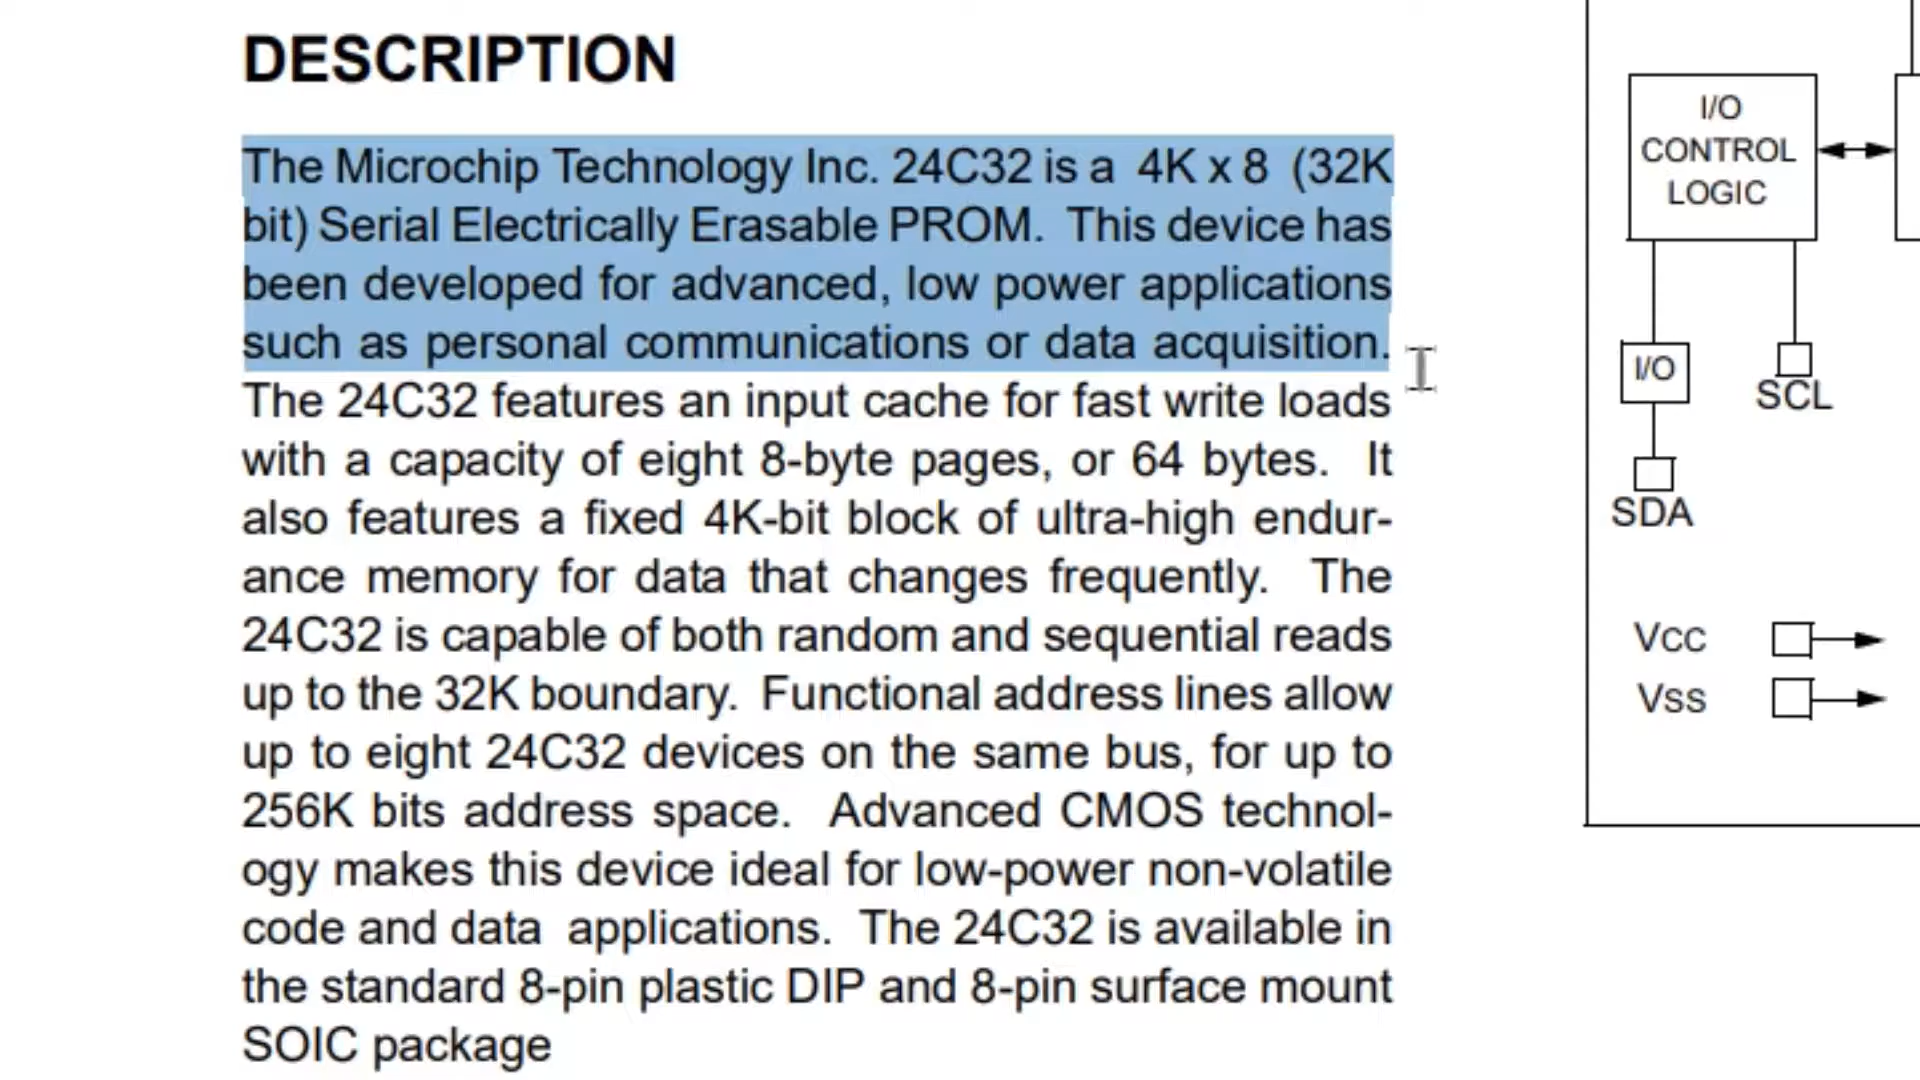 DESCRIPTION
The Microchip Technology Inc. 24C32 is a 4K x 8 (32K
bit) Serial Electrically Erasable PROM. This device has
been developed for advanced, low power applications
such as personal communications or data acquisition.
The 24C32 features an input cache for fast write loads
with a capacity of eight 8-byte pages, or 64 bytes. It
also features a fixed 4K-bit block of ultra-high endur-
ance memory for data that changes frequently. The
24C32 is capable of both random and sequential reads
up to the 32K boundary. Functional address lines allow
up to eight 24C32 devices on the same bus, for up to
256K bits address space. Advanced CMOS technol-
ogy makes this device ideal for low-power non-volatile
code and data applications. The 24C32 is available in
the standard 8-pin plastic DIP and 8-pin surface mount
SOIC package
I/O
CONTROL
LOGIC
I/O
SCL
SDA
Vcc
Vss